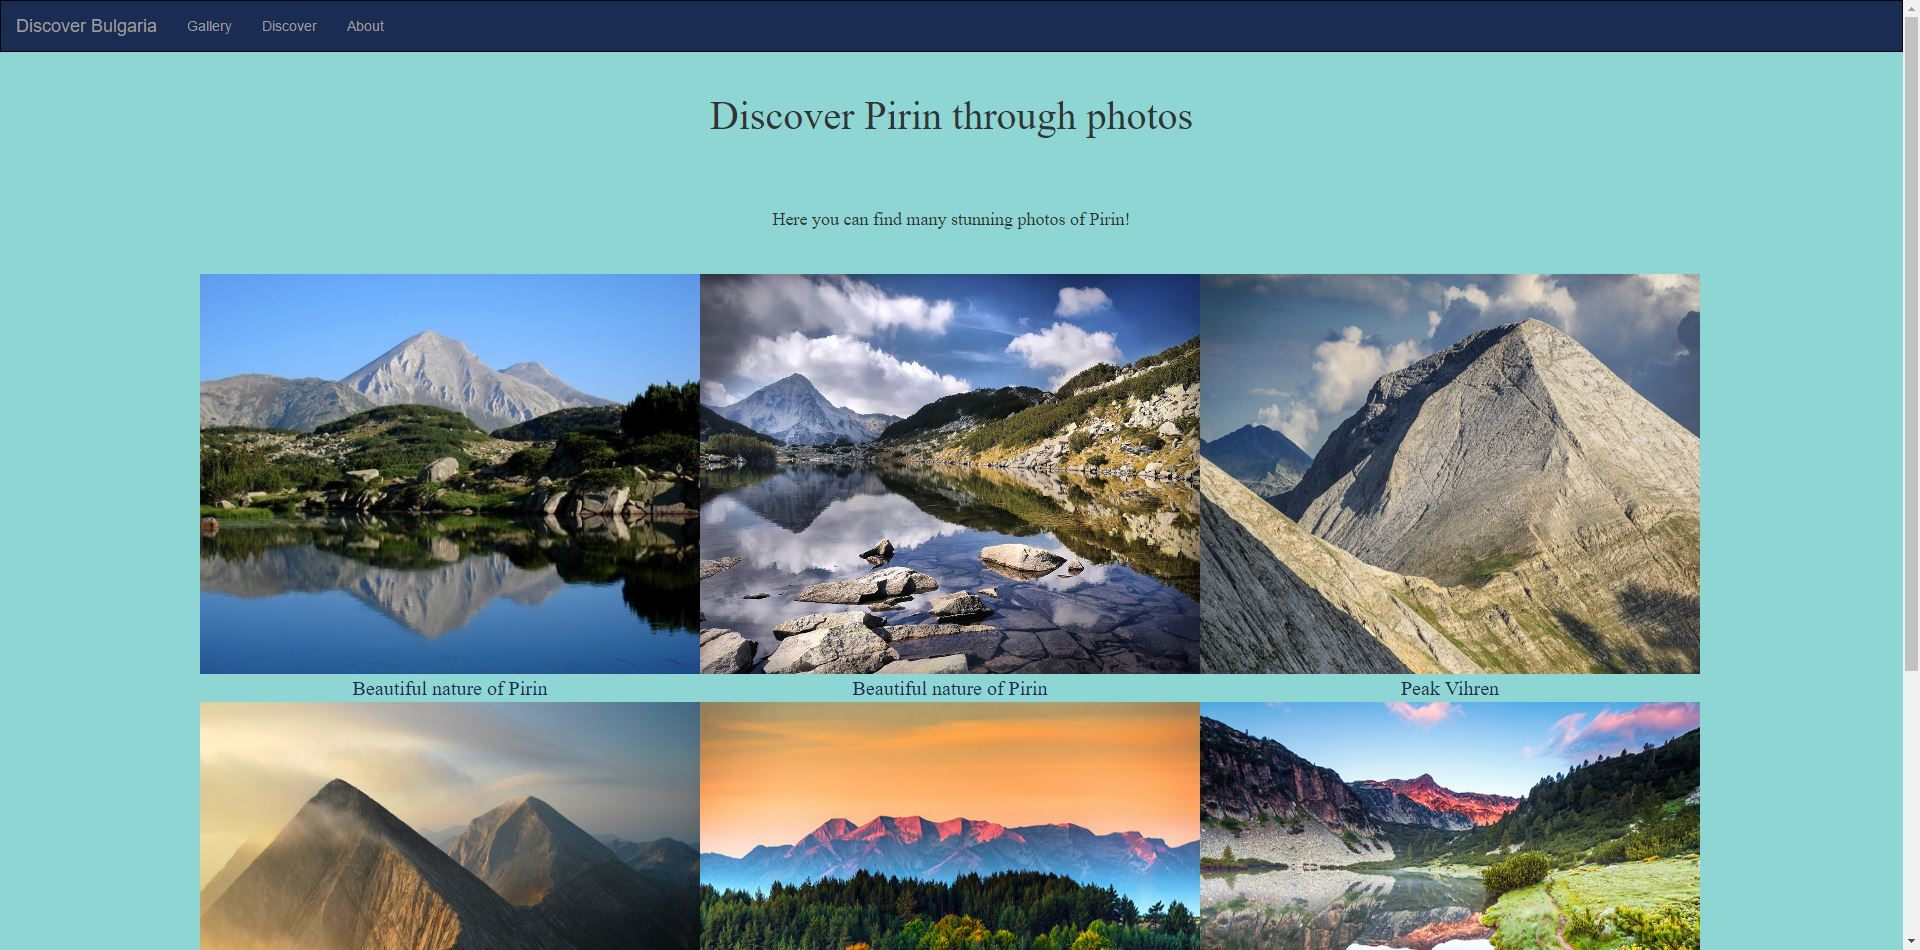 Discover Bulgaria Gallery Discover About
Discover Pirin through photos
Here you can find many stunning photos of Pirin!
Beautiful nature of Pirin Beautiful nature of Pirin Peak Vihren